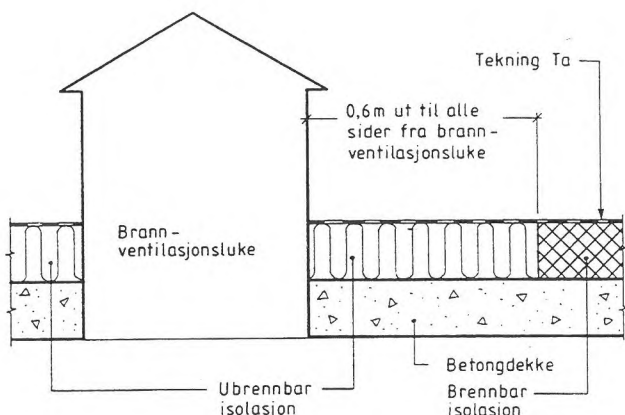 Tekning Ta
0,6m ut til alle
sider fra brann-
ventilasjonsluke
Brann-
ventilasjonsluke
Betongdekke
Ubrennbar
isolasjon
Brennbar
isolasjon